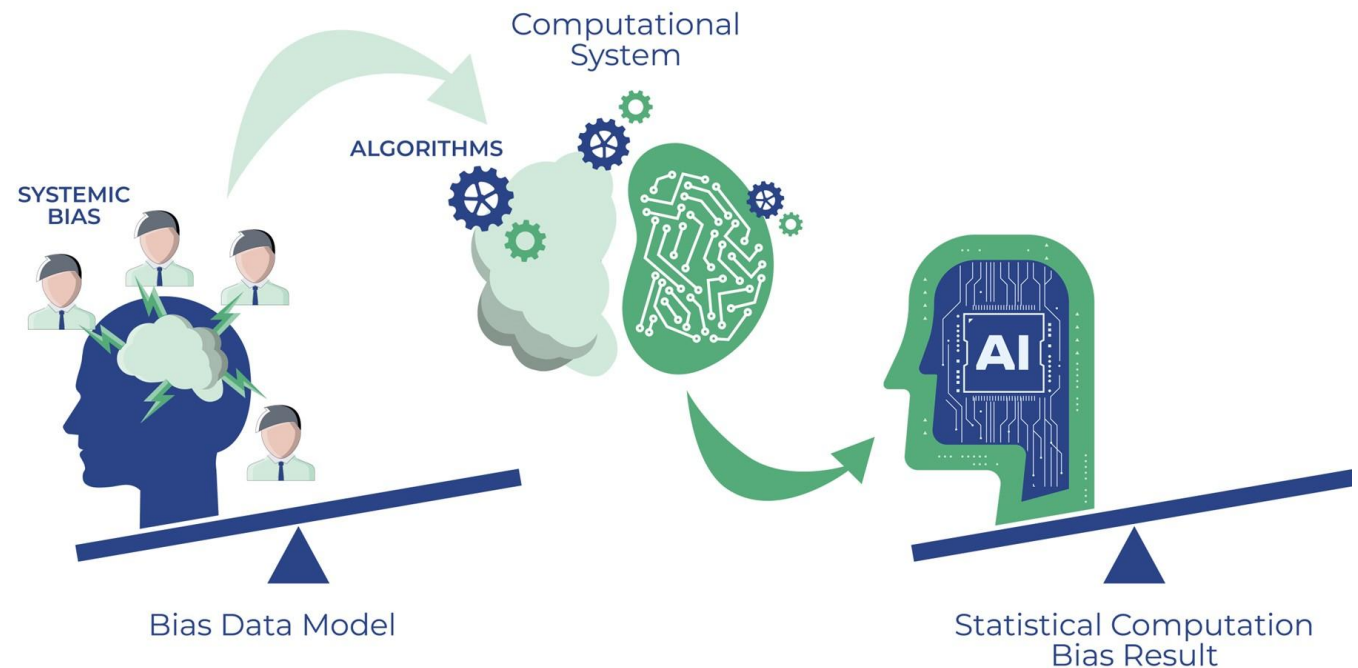 Computational
System
ALGORITHMS
SYSTEMIC
BIAS
AI
Bias Data Model
Statistical Computation
Bias Result